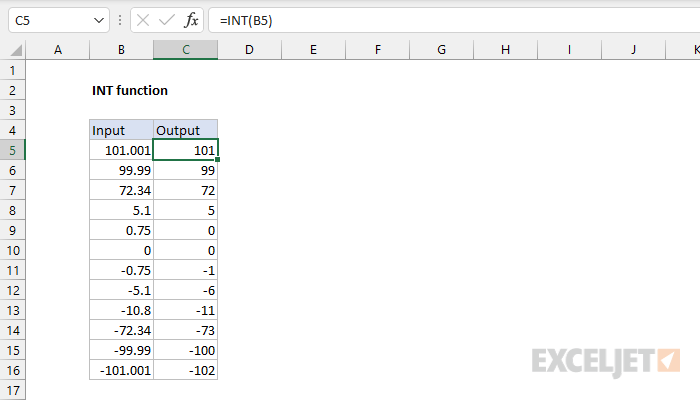 C5 fx =INT(B5)
A B C D E F G H I J K
1
2 INT function
3
4 Input Output
5 101.001 101
6 99.99 99
7 72.34 72
8 5.1 5
9 0.75 0
10 0 0
11 -0.75 -1
12 -5.1 -6
13 -10.8 -11
14 -72.34 -73
15 -99.99 -100
16 -101.001 -102
17
EXCELJET